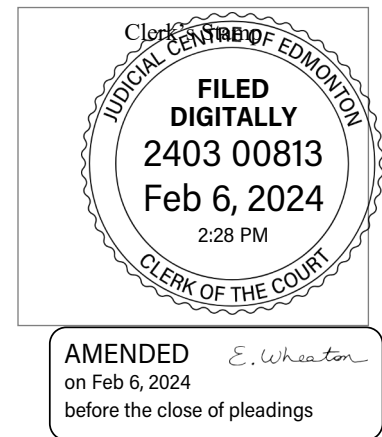 Clerk's Stamp
JUDICIAL CENTRE OF EDMONTON
FILED
DIGITALLY
2403 00813
Feb 6, 2024
2:28 PM
CLERK OF THE COURT
AMENDED E. Wheaton
on Feb 6, 2024
before the close of pleadings